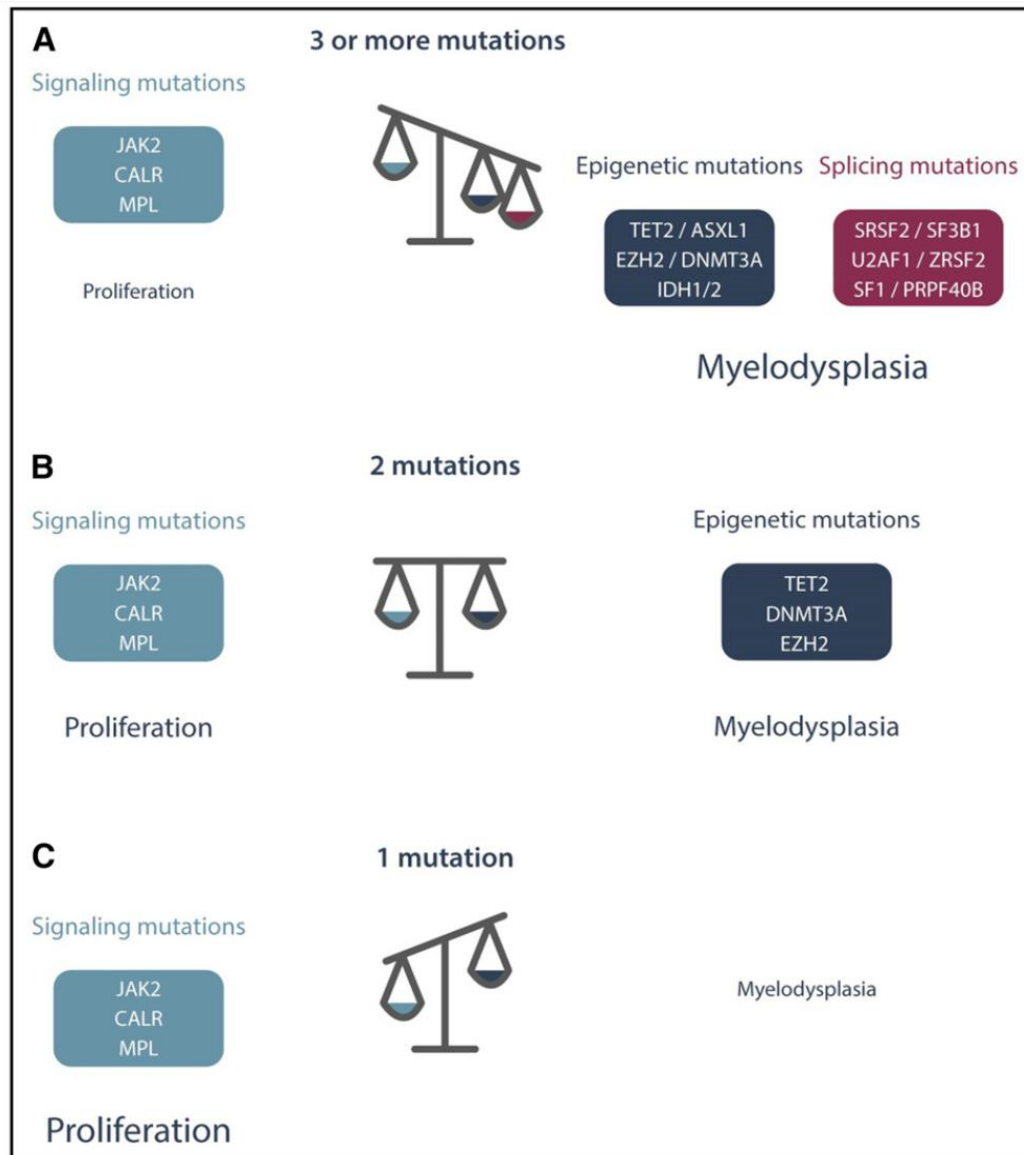 A
3 or more mutations
Signaling mutations
JAK2
CALR
MPL
Proliferation
Epigenetic mutations
TET2 / ASXL1
EZH2 / DNMT3A
IDH1/2
Splicing mutations
SRSF2 / SF3B1
U2AF1 / ZRSF2
SF1 / PRPF40B
Myelodysplasia
B
2 mutations
Signaling mutations
JAK2
CALR
MPL
Proliferation
Epigenetic mutations
TET2
DNMT3A
EZH2
Myelodysplasia
C
1 mutation
Signaling mutations
JAK2
CALR
MPL
Proliferation
Myelodysplasia